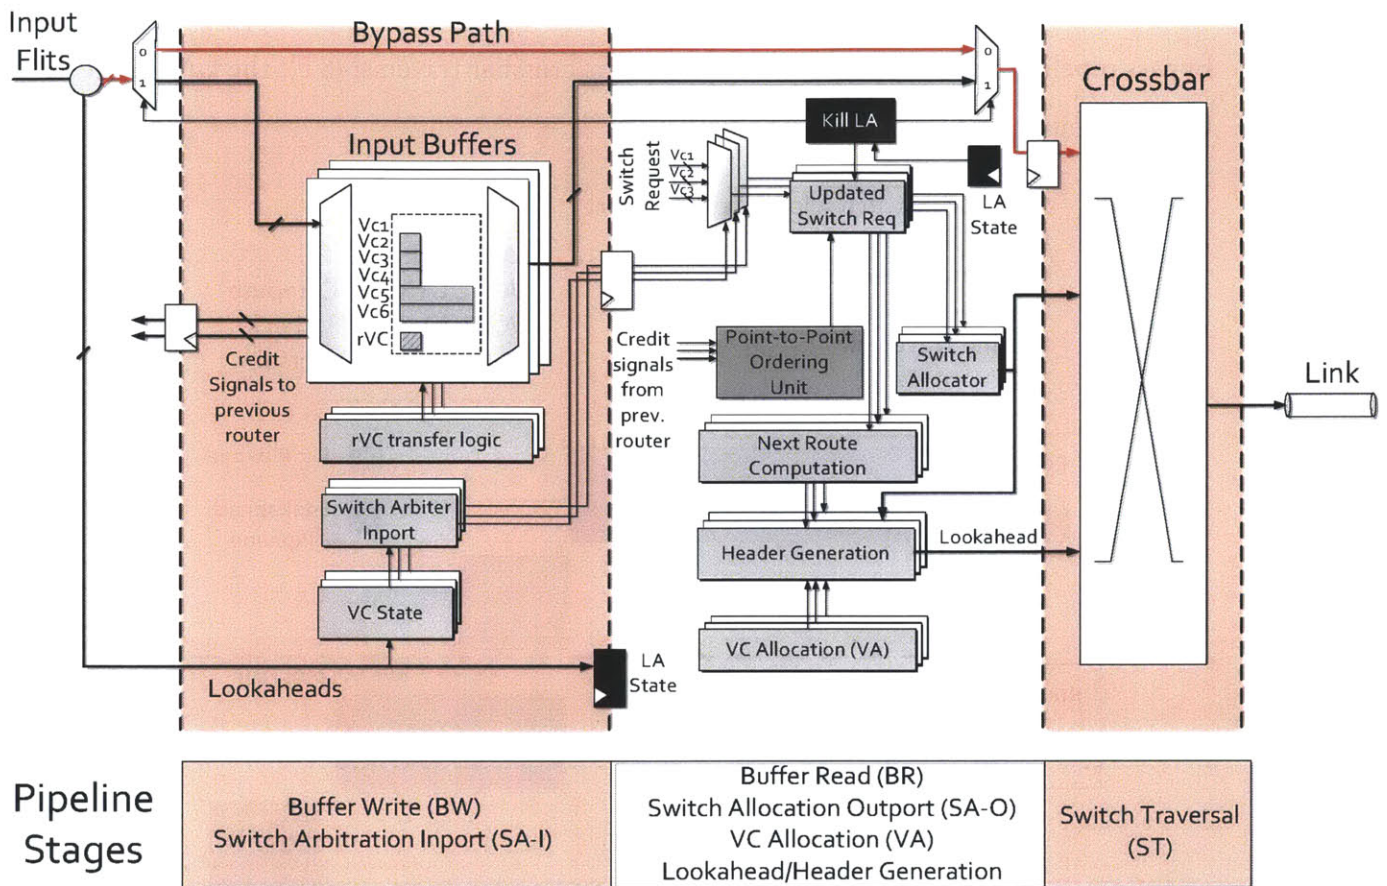 Input
Flits
Bypass Path
0
1
0
1
Crossbar
Kill LA
Input Buffers
Switch
Request
Vc1
Vc2
Vc3
Updated
Switch Req
LA
State
Vc1
Vc2
Vc3
Vc4
Vc5
Vc6
rVC
Credit
Signals to
previous
router
Credit
signals
from
prev.
router
Point-to-Point
Ordering
Unit
Switch
Allocator
Link
rVC transfer logic
Next Route
Computation
Switch Arbiter
Inport
Header Generation
Lookahead
VC State
VC Allocation (VA)
LA
State
Lookaheads
Pipeline
Stages
Buffer Write (BW)
Switch Arbitration Inport (SA-I)
Buffer Read (BR)
Switch Allocation Outport (SA-O)
VC Allocation (VA)
Lookahead/Header Generation
Switch Traversal
(ST)